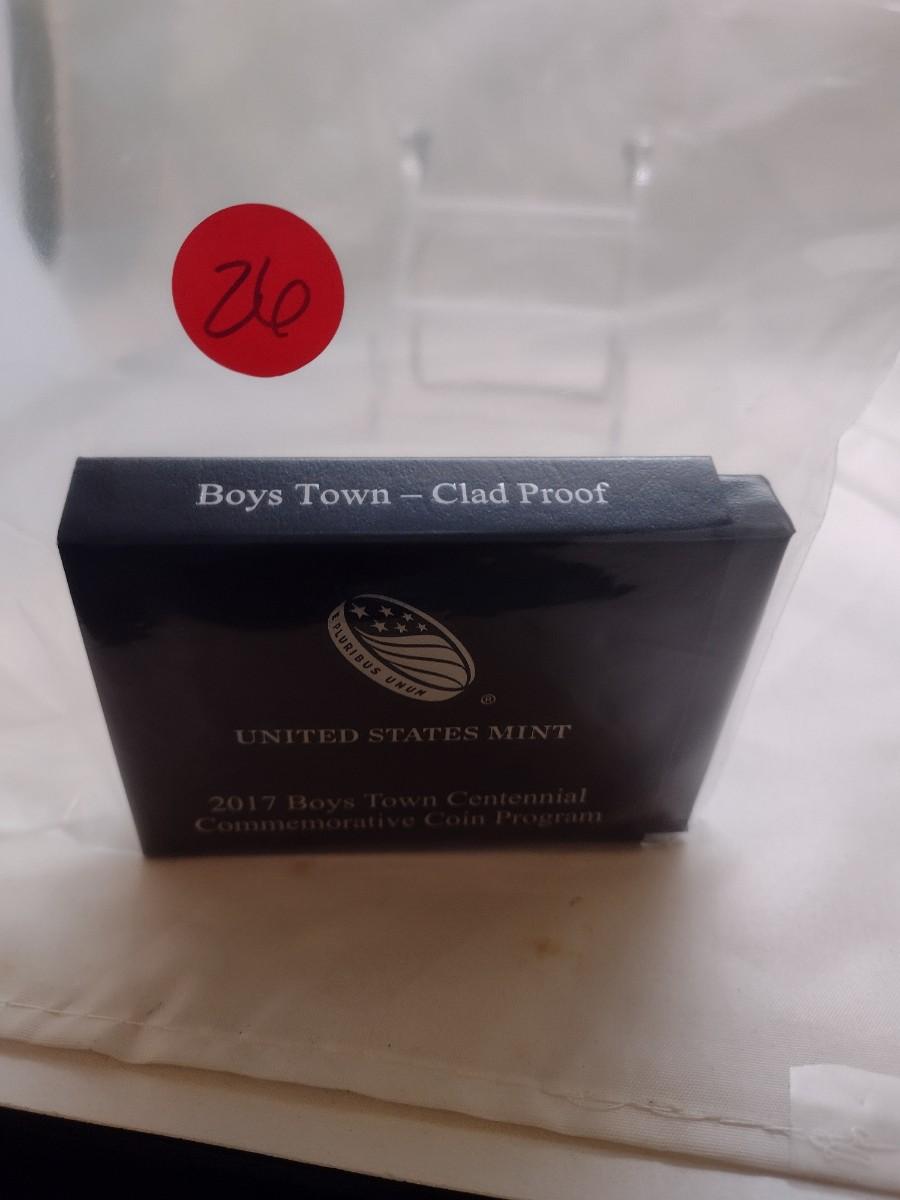 26
Boys Town – Clad Proof
E PLURIBUS UNUM
®
UNITED STATES MINT
2017 Boys Town Centennial
Commemorative Coin Program